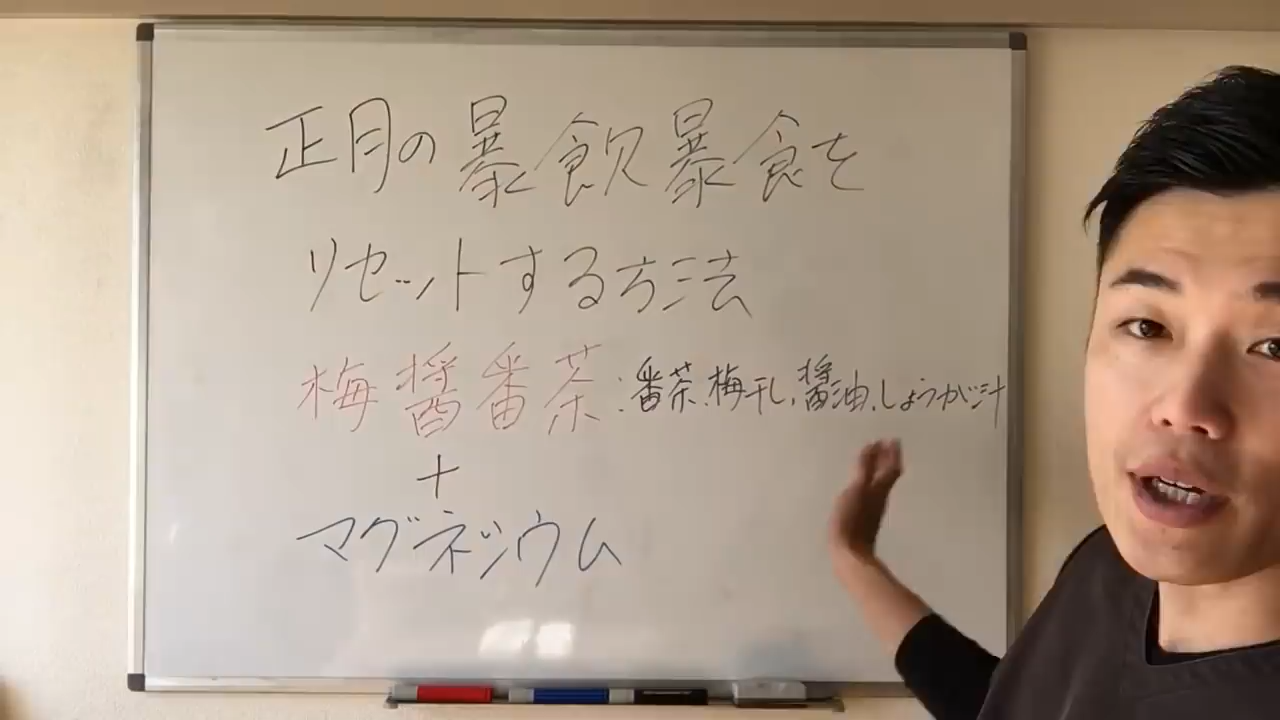 正月の暴飲暴食を
リセットする方法
梅醤番茶:番茶、梅干し、醤油、しょうが汁
+
マグネシウム